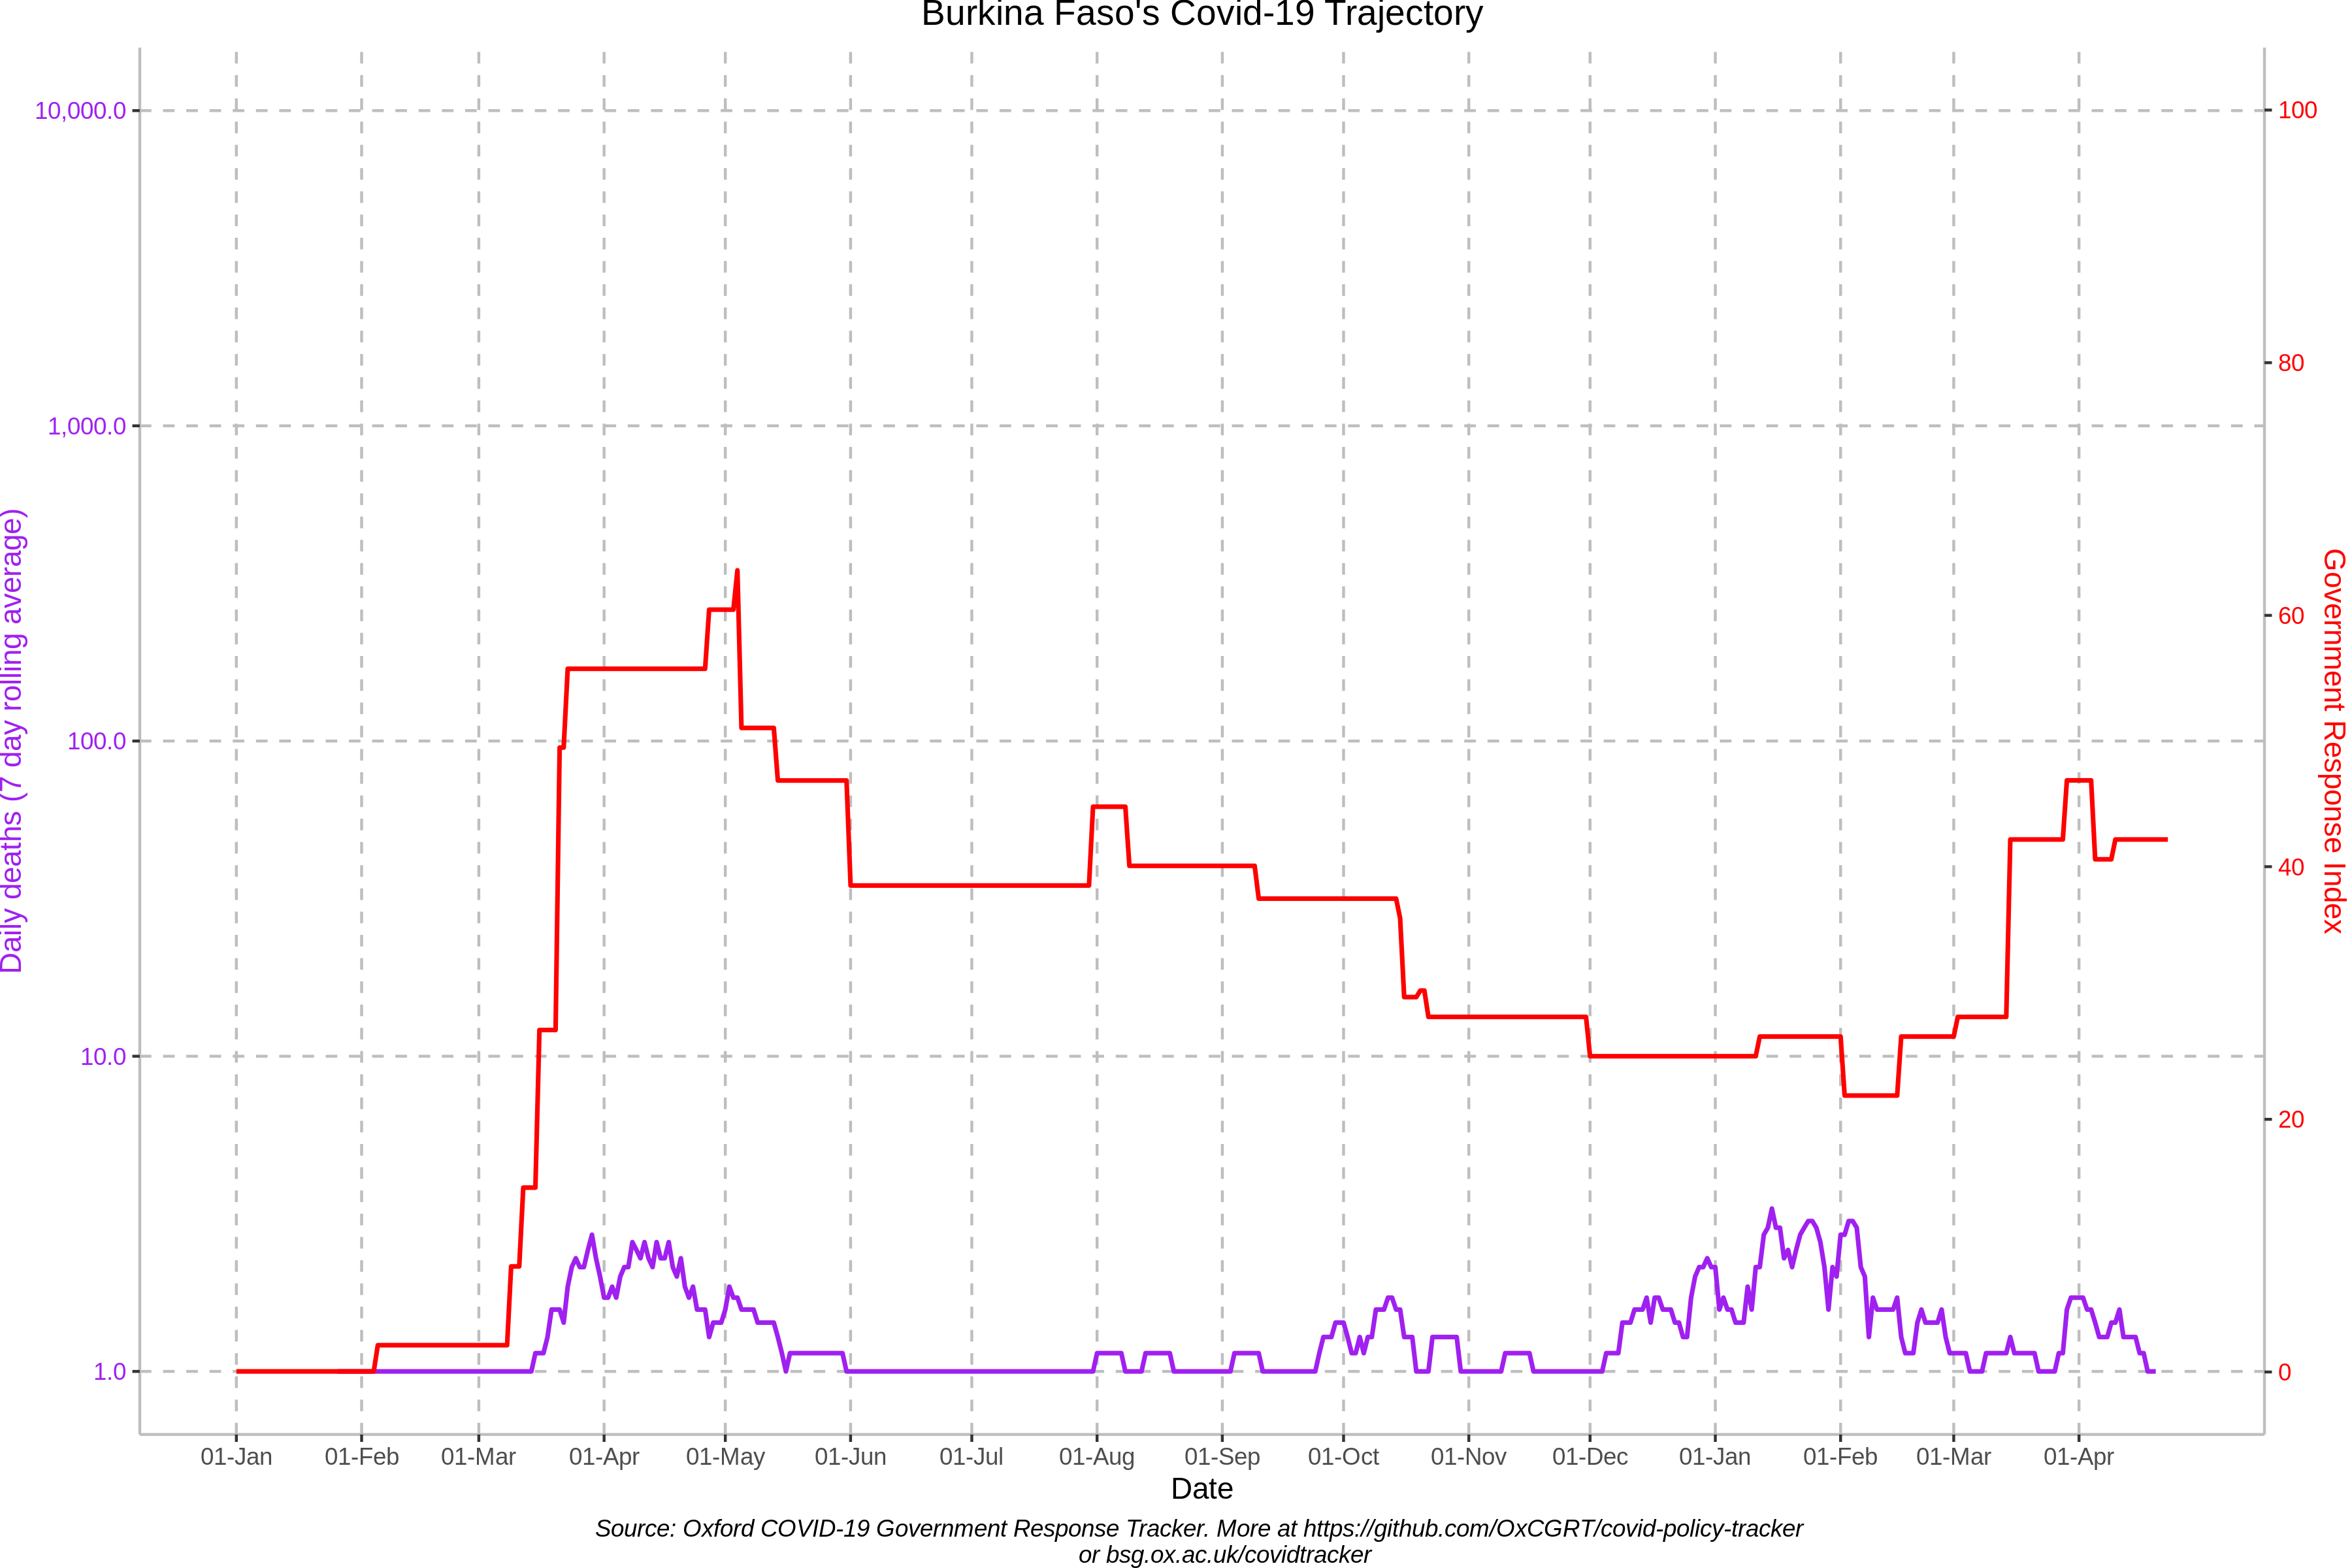 Burkina Faso's Covid-19 Trajectory
10,000.0
1,000.0
100.0
10.0
1.0
Daily deaths (7 day rolling average)
100
80
60
40
20
0
Government Response Index
01-Jan 01-Feb 01-Mar 01-Apr 01-May 01-Jun 01-Jul 01-Aug 01-Sep 01-Oct 01-Nov 01-Dec 01-Jan 01-Feb 01-Mar 01-Apr
Date
Source: Oxford COVID-19 Government Response Tracker. More at https://github.com/OxCGRT/covid-policy-tracker
or bsg.ox.ac.uk/covidtracker